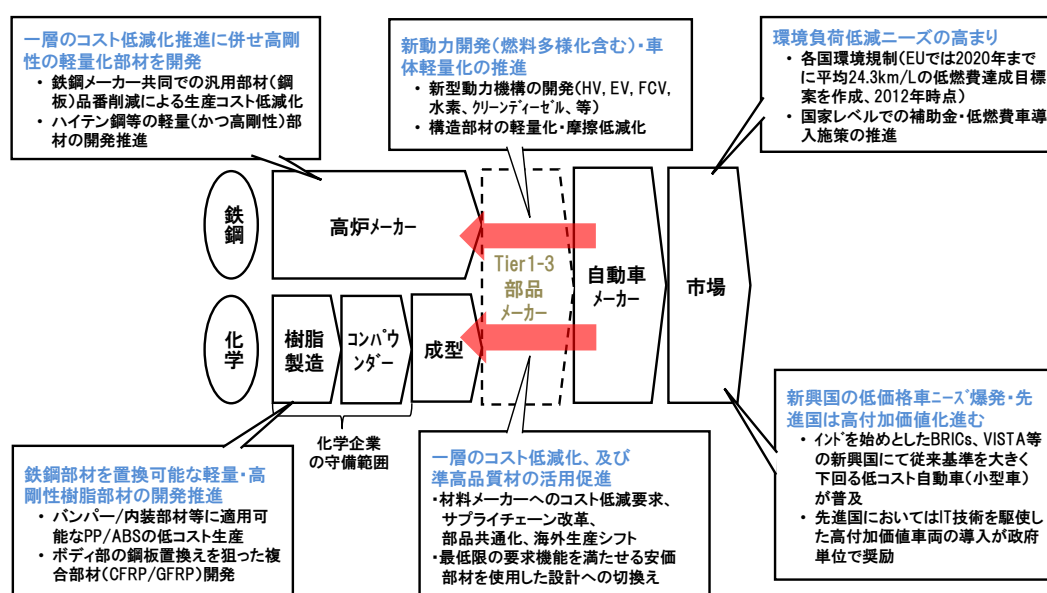 一層のコスト低減化推進に併せ高剛
性の軽量化部材を開発
・ 鉄鋼メーカー共同での汎用部材(鋼
板)品番削減による生産コスト低減化
・ ハイテン鋼等の軽量(かつ高剛性)部
材の開発推進
新動力開発(燃料多様化含む)・車
体軽量化の推進
・ 新型動力機構の開発(HV, EV, FCV,
水素、クリーンディーゼル、等)
・ 構造部材の軽量化・摩擦低減化
環境負荷低減ニーズの高まり
・ 各国環境規制(EUでは2020年まで
に平均24.3km/Lの低燃費達成目標
案を作成、2012年時点)
・ 国家レベルでの補助金・低燃費車導
入施策の推進
鉄鋼
高炉メーカー
Tier1-3
部品
メーカー
自動車
メーカー
市場
化学
樹脂
製造
コンパウ
ンダー
成型
化学企業
の守備範囲
鉄鋼部材を置換可能な軽量・高
剛性樹脂部材の開発推進
・ バンパー/内装部材等に適用可
能なPP/ABSの低コスト生産
・ ボディ部の鋼板置換えを狙った複
合部材(CFRP/GFRP)開発
一層のコスト低減化、及び
準高品質材の活用促進
・材料メーカーへのコスト低減要求、
サプライチェーン改革、
部品共通化、海外生産シフト
・最低限の要求機能を満たせる安価
部材を使用した設計への切換え
新興国の低価格車ニーズ爆発・先
進国は高付加価値化進む
・ インドを始めとしたBRICs、VISTA等
の新興国にて従来基準を大きく
下回る低コスト自動車(小型車)
が普及
・ 先進国においてはIT技術を駆使し
た高付加価値車両の導入が政府
単位で奨励